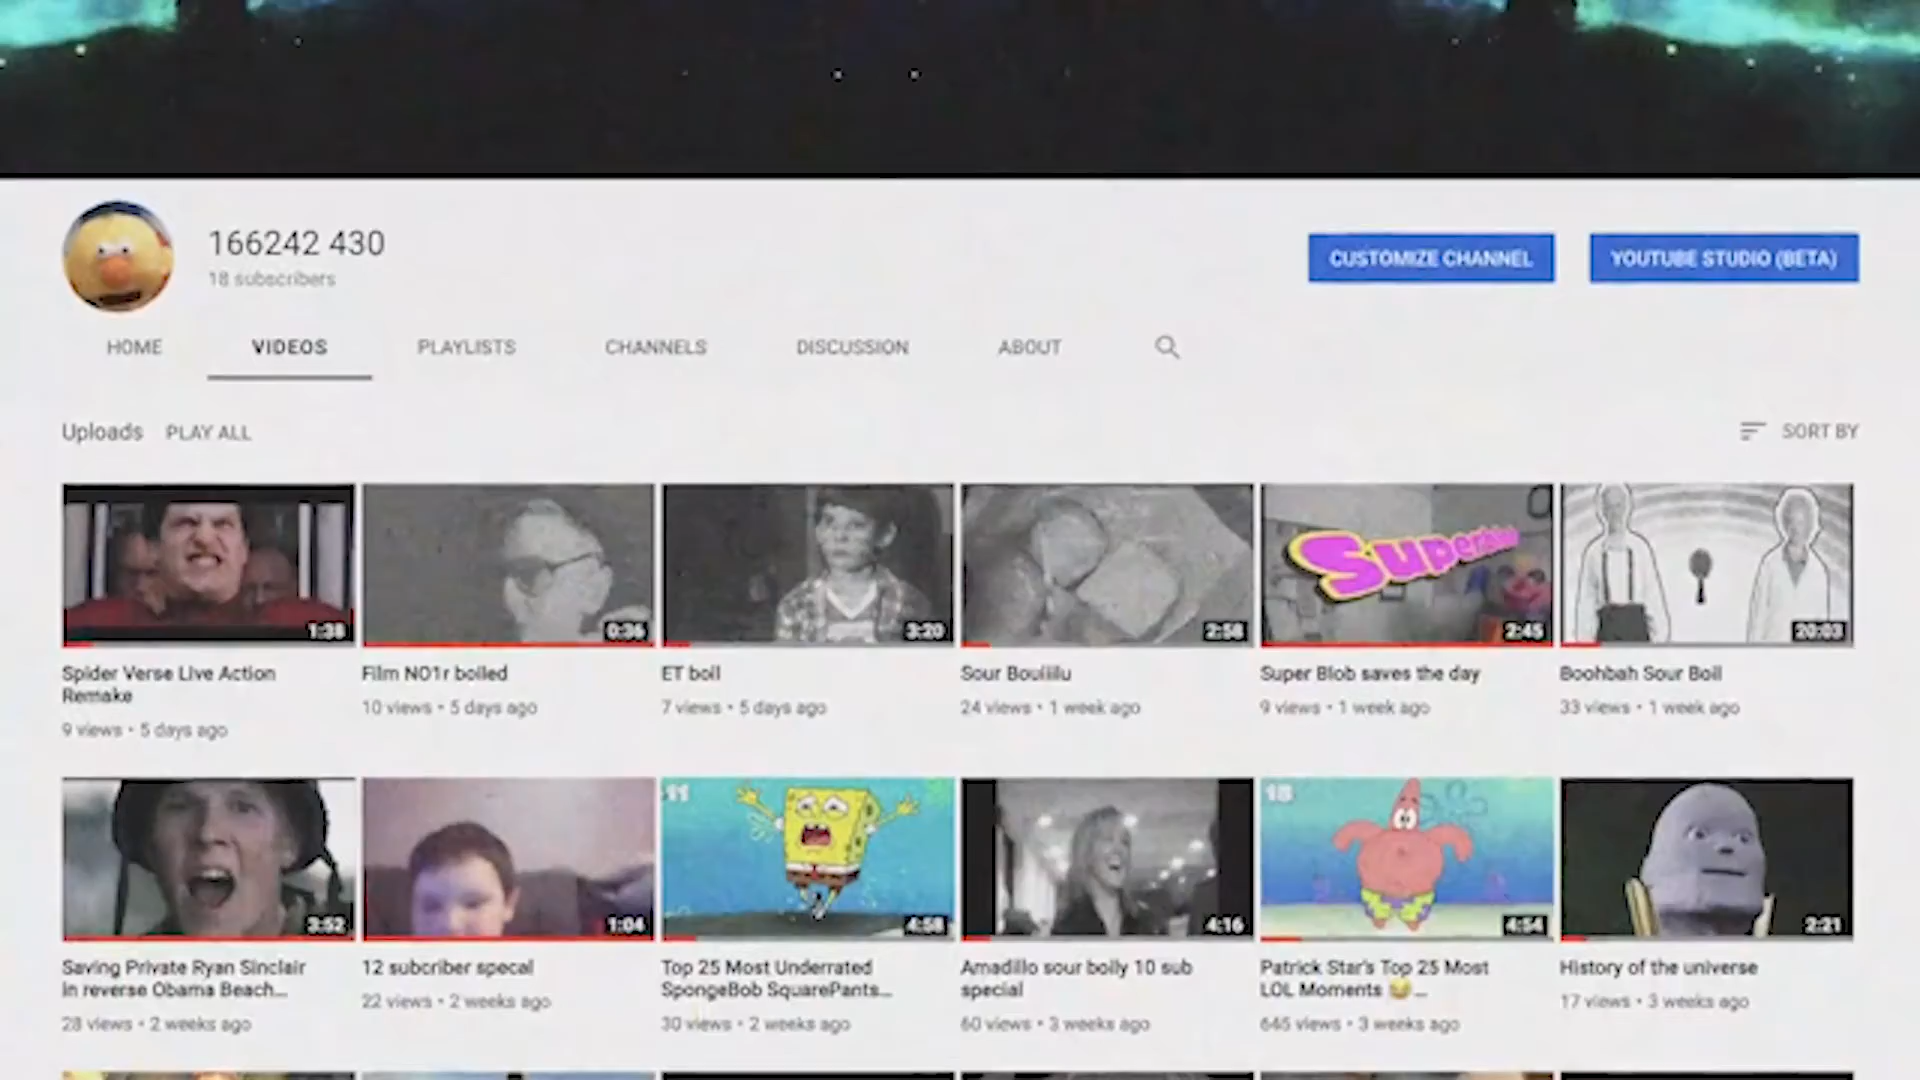 166242 430
18 subscribers
CUSTOMIZE CHANNEL
YOUTUBE STUDIO (BETA)
HOME VIDEOS PLAYLISTS CHANNELS DISCUSSION ABOUT
Uploads PLAY ALL
SORT BY
1:38
0:36
3:20
2:58
Super
2:45
20:03
Spider Verse Live Action
Remake
9 views • 5 days ago
Film NO1r boiled
10 views • 5 days ago
ET boil
7 views • 5 days ago
Sour Bouiiilu
24 views • 1 week ago
Super Blob saves the day
9 views • 1 week ago
Boohbah Sour Boil
33 views • 1 week ago
3:52
1:04
11
4:58
4:16
18
4:54
2:21
Saving Private Ryan Sinclair
in reverse Obama Beach...
28 views • 2 weeks ago
12 subcriber specal
22 views • 2 weeks ago
Top 25 Most Underrated
SpongeBob SquarePants...
30 views • 2 weeks ago
Amadillo sour boily 10 sub
special
60 views • 3 weeks ago
Patrick Star's Top 25 Most
LOL Moments 😂...
645 views • 3 weeks ago
History of the universe
17 views • 3 weeks ago